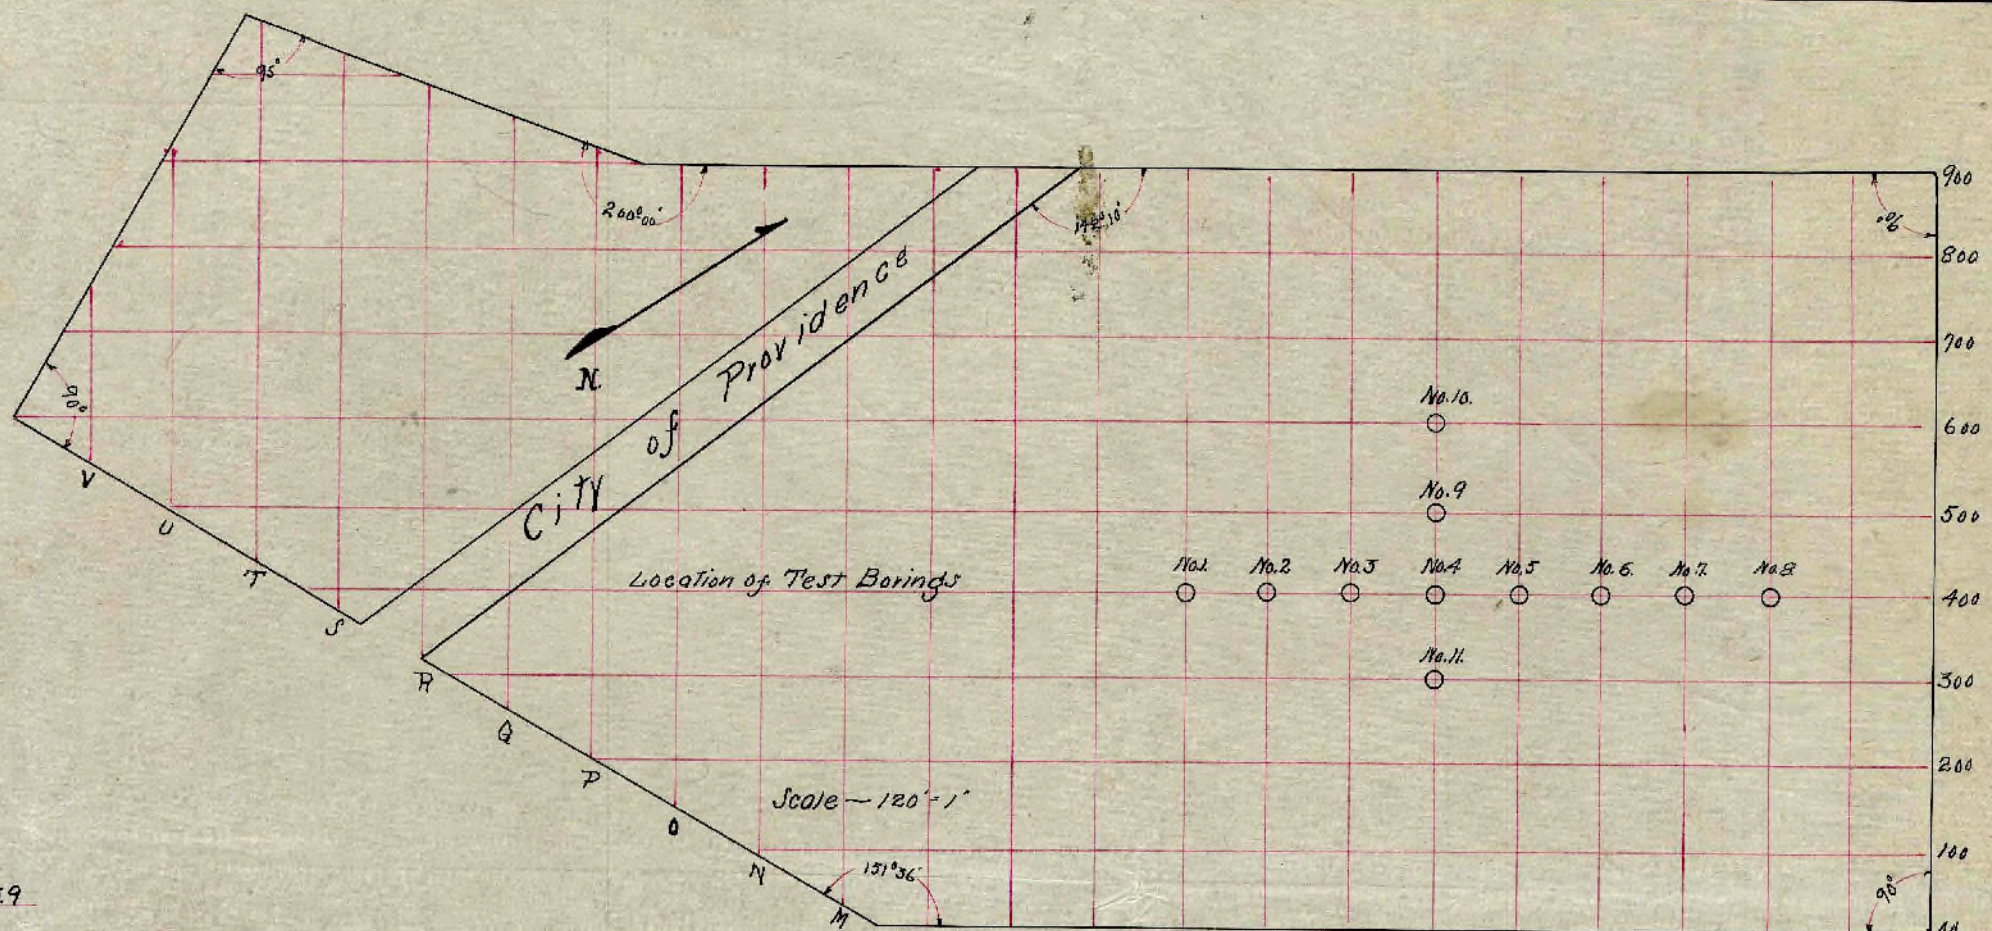 95°
200°00'
90°
900
800
City of Providence
N.
700
No.10.
600
90°
V
No.9
500
U
Location of Test Borings
No.1.
No.2
No.3
No.4
No.5
No.6.
No.7.
No.8
400
T
S
No.11.
300
R
Q
P
200
Scale — 120' = 1"
O
100
N
151°36'
90°
M